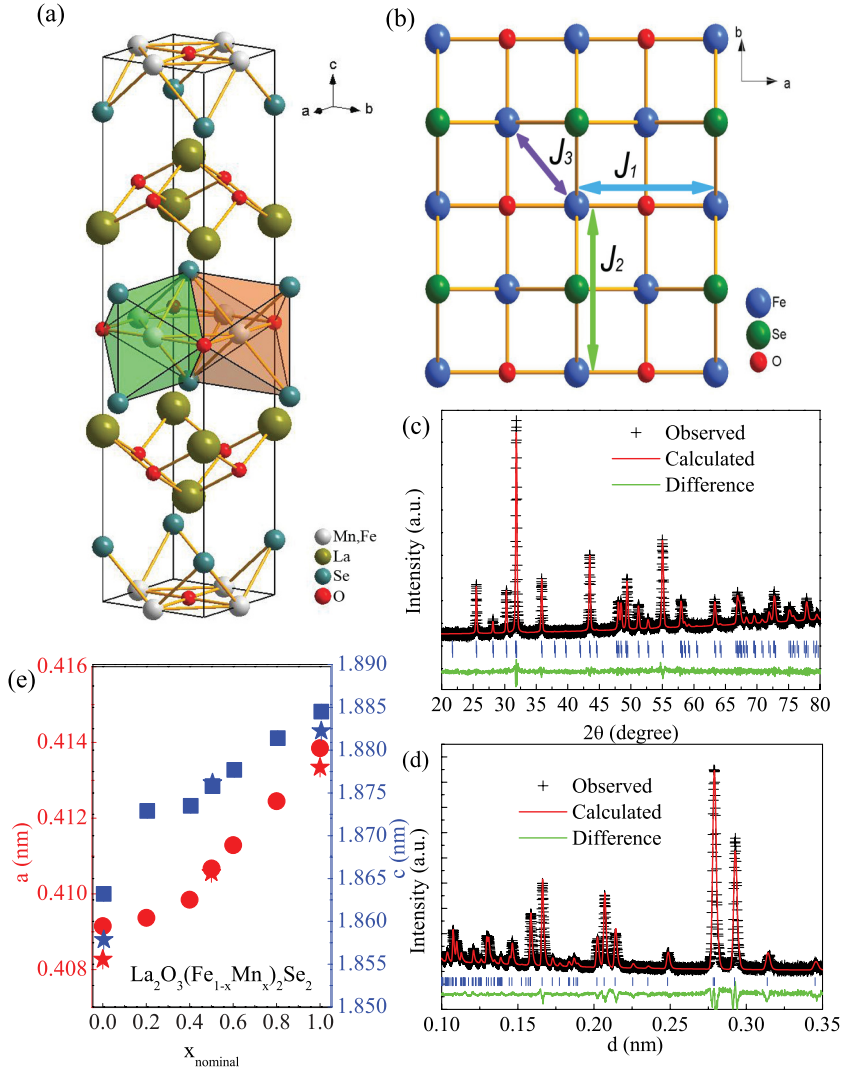 (a)
c
a
b
Mn,Fe
La
Se
O
(b)
b
a
J3
J1
J2
Fe
Se
O
(c)
Observed
Calculated
Difference
Intensity (a.u.)
20 25 30 35 40 45 50 55 60 65 70 75 80
2θ (degree)
(d)
Observed
Calculated
Difference
Intensity (a.u.)
0.10 0.15 0.20 0.25 0.30 0.35
d (nm)
(e)
0.416
0.414
0.412
0.410
0.408
a (nm)
1.890
1.885
1.880
1.875
1.870
1.865
1.860
1.855
1.850
c (nm)
La2O3(Fe1-xMnx)2Se2
0.0 0.2 0.4 0.6 0.8 1.0
xnominal